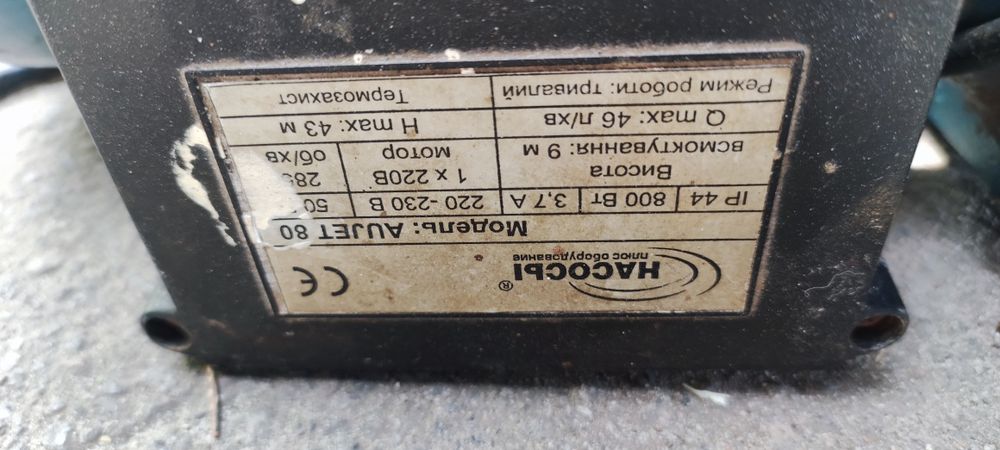 НАСОСЫ ®
плюс оборудование
CE
Модель: AUJET 80
IP 44 800 Вт 3,7 А 220 -230 В 50
Висота всмоктування: 9 м 1 x 220В мотор об/хв
Q max: 46 л/хв H max: 43 м
Режим роботи: тривалий Термозахист